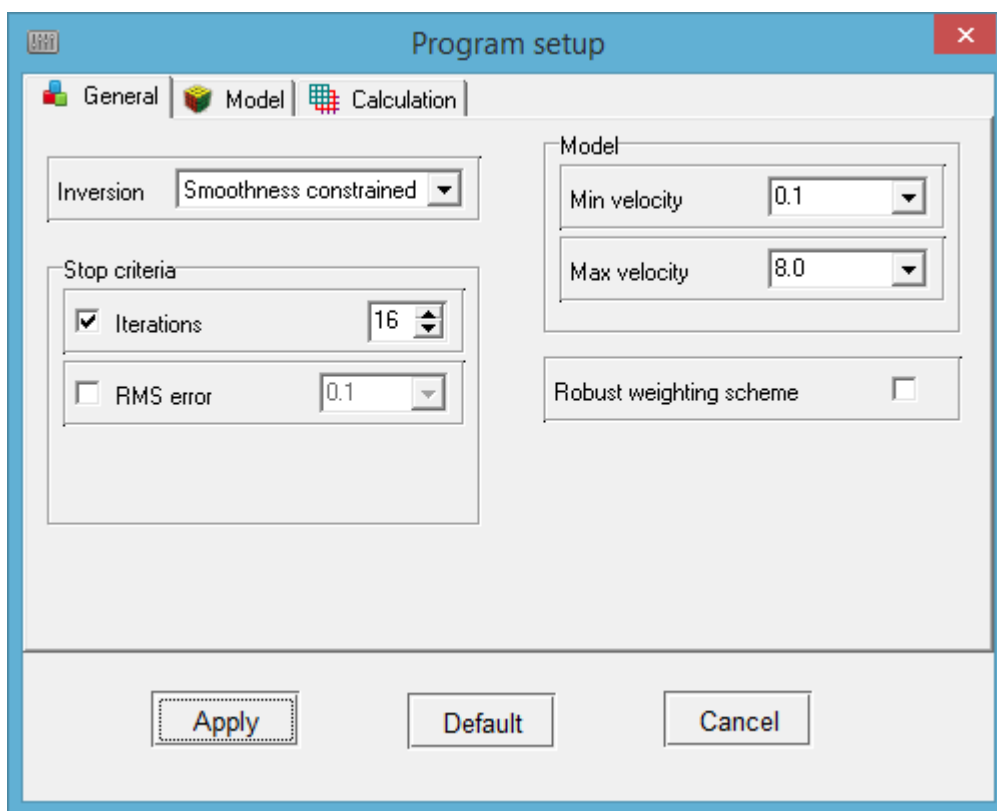 Program setup
General Model Calculation
Inversion Smoothness constrained
Stop criteria
Iterations 16
RMS error 0.1
Model
Min velocity 0.1
Max velocity 8.0
Robust weighting scheme
Apply Default Cancel